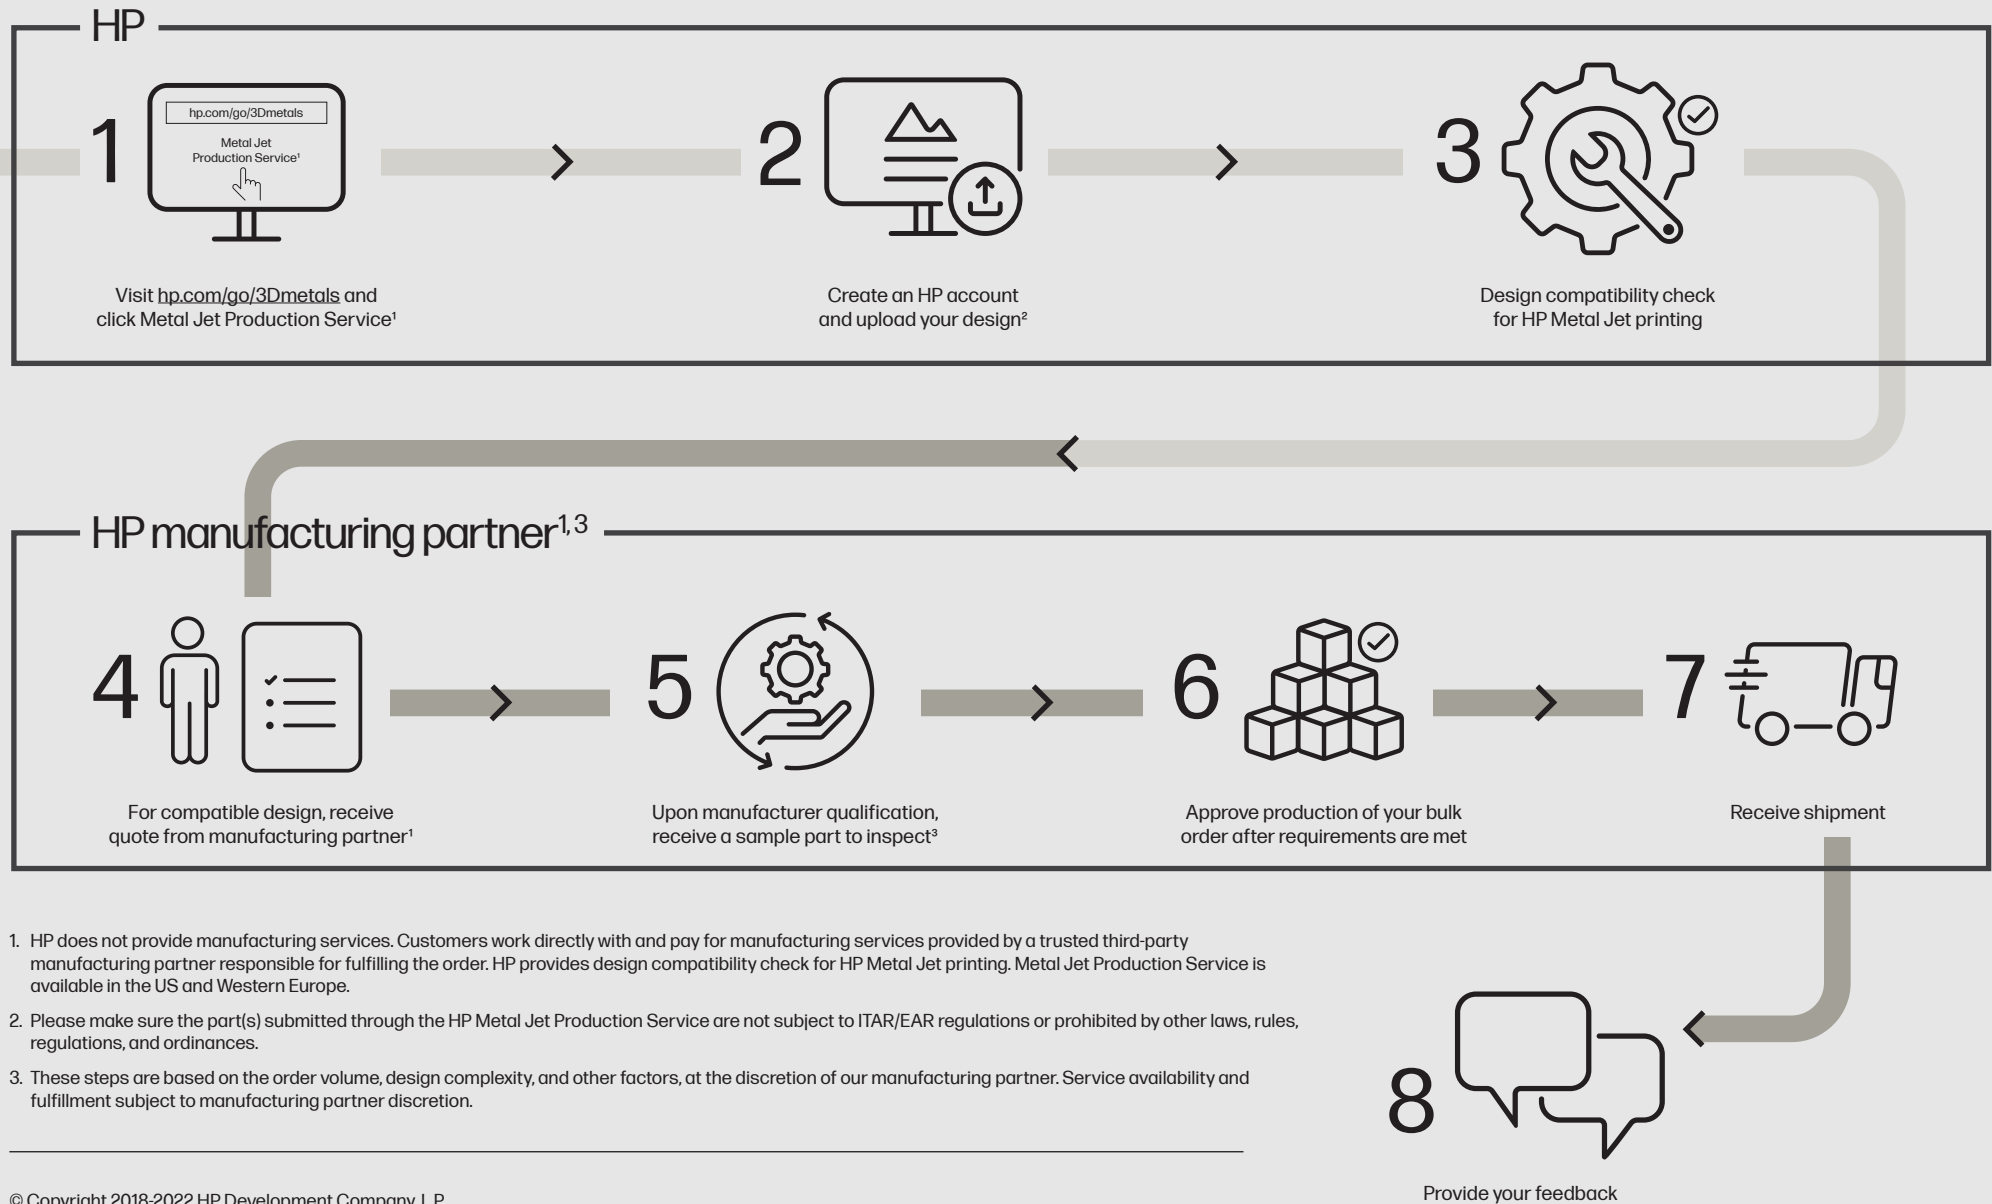 HP
1
hp.com/go/3Dmetals
Metal Jet
Production Service¹
Visit hp.com/go/3Dmetals and
click Metal Jet Production Service¹
2
Create an HP account
and upload your design²
3
Design compatibility check
for HP Metal Jet printing
HP manufacturing partner¹,³
4
For compatible design, receive
quote from manufacturing partner¹
5
Upon manufacturer qualification,
receive a sample part to inspect³
6
Approve production of your bulk
order after requirements are met
7
Receive shipment
1. HP does not provide manufacturing services. Customers work directly with and pay for manufacturing services provided by a trusted third-party
manufacturing partner responsible for fulfilling the order. HP provides design compatibility check for HP Metal Jet printing. Metal Jet Production Service is
available in the US and Western Europe.
2. Please make sure the part(s) submitted through the HP Metal Jet Production Service are not subject to ITAR/EAR regulations or prohibited by other laws, rules,
regulations, and ordinances.
3. These steps are based on the order volume, design complexity, and other factors, at the discretion of our manufacturing partner. Service availability and
fulfillment subject to manufacturing partner discretion.
8
Provide your feedback
© Copyright 2018-2022 HP Development Company, L.P.